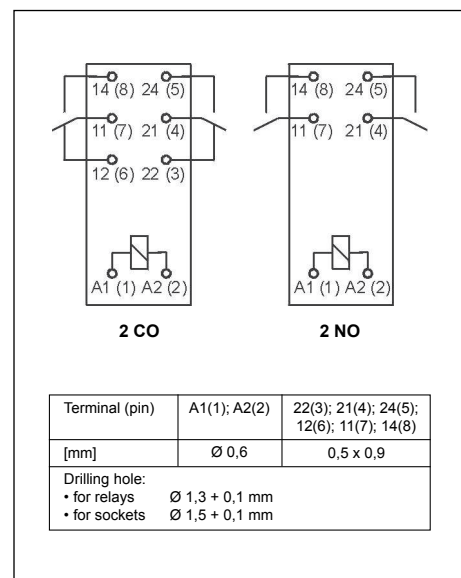 14 (8) 24 (5)
11 (7) 21 (4)
12 (6) 22 (3)
A1 (1) A2 (2)
2 CO
14 (8) 24 (5)
11 (7) 21 (4)
A1 (1) A2 (2)
2 NO
Terminal (pin) A1(1); A2(2) 22(3); 21(4); 24(5);
12(6); 11(7); 14(8)
[mm] Ø 0,6 0,5 x 0,9
Drilling hole:
• for relays Ø 1,3 + 0,1 mm
• for sockets Ø 1,5 + 0,1 mm